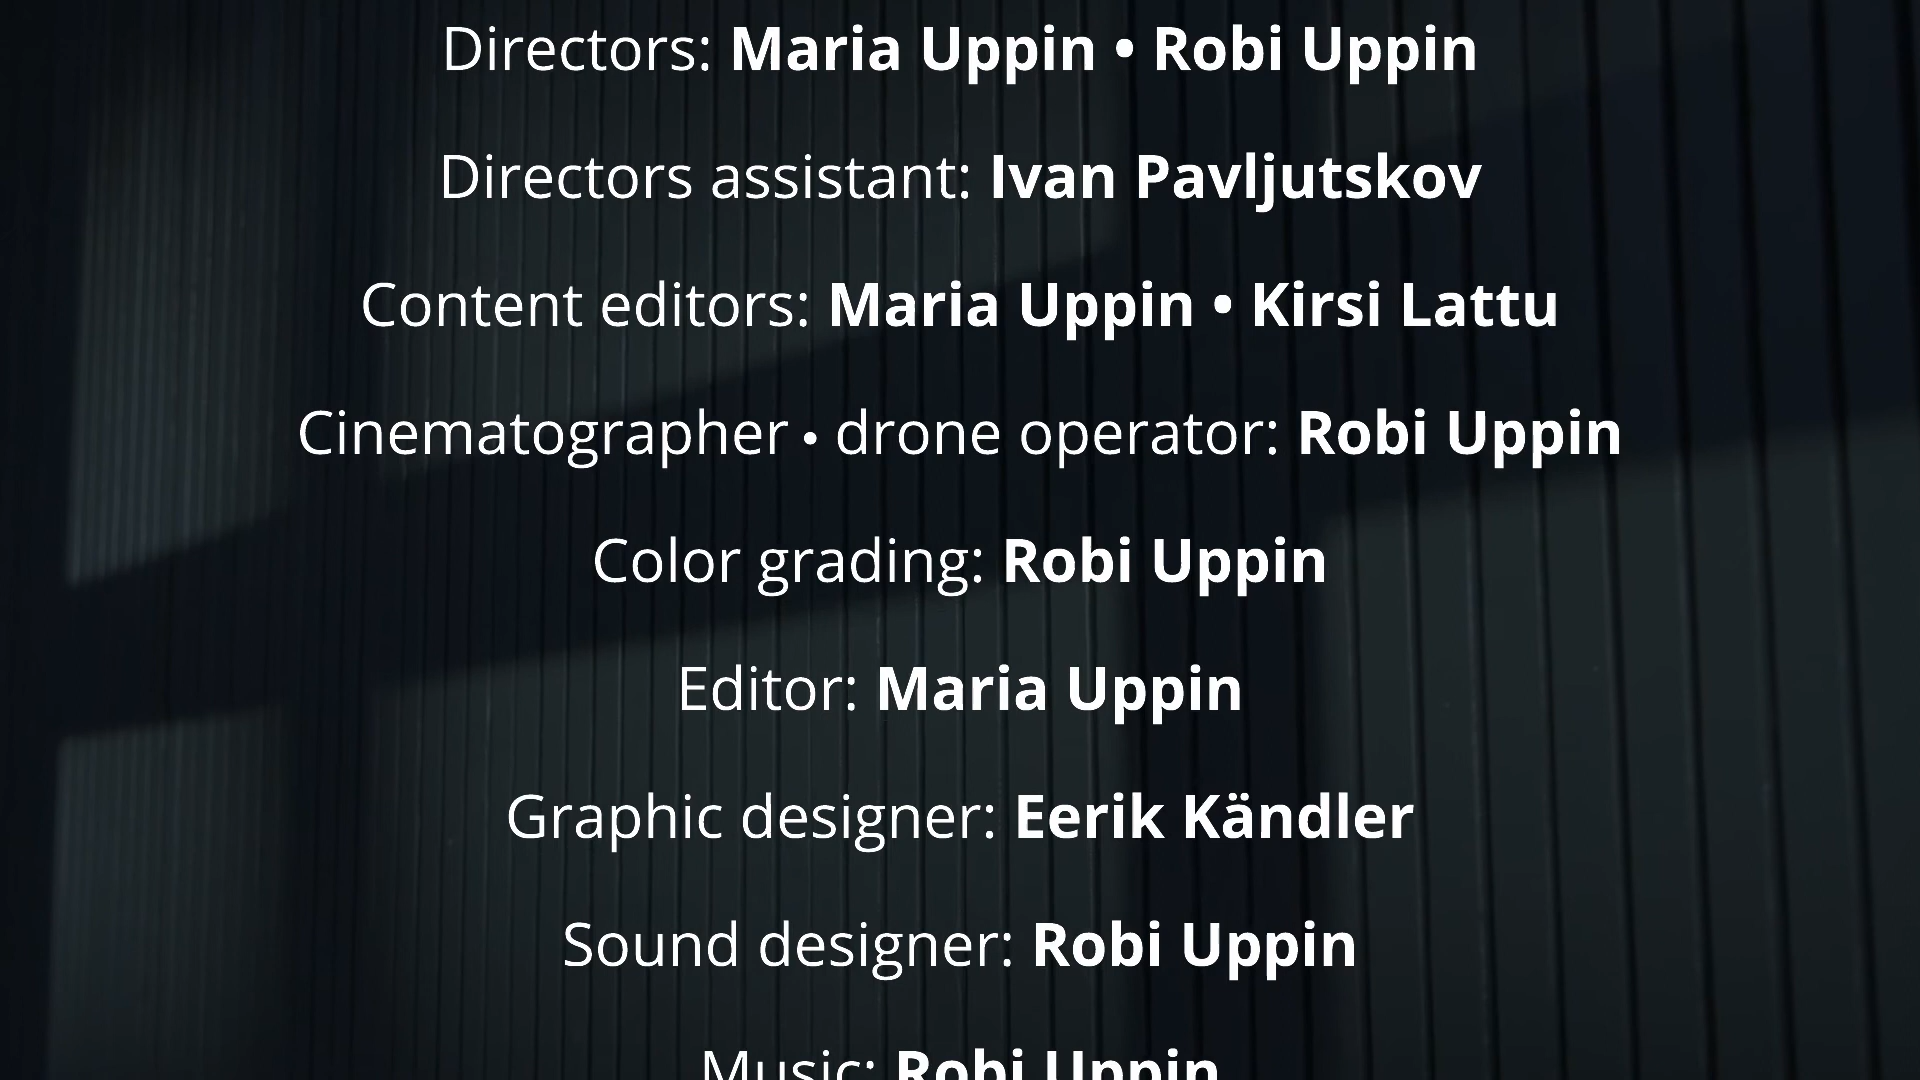 Directors: Maria Uppin • Robi Uppin
Directors assistant: Ivan Pavljutskov
Content editors: Maria Uppin • Kirsi Lattu
Cinematographer • drone operator: Robi Uppin
Color grading: Robi Uppin
Editor: Maria Uppin
Graphic designer: Eerik Kändler
Sound designer: Robi Uppin
Music: Robi Uppin